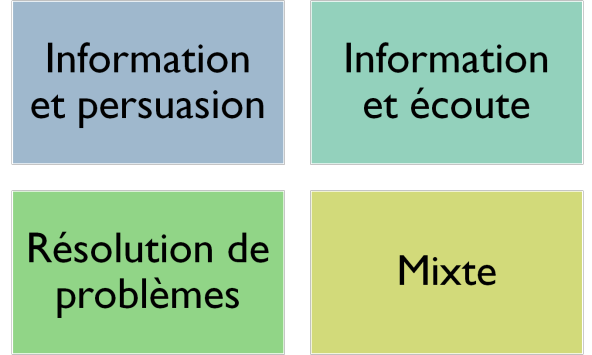 Information
et persuasion
Information
et écoute
Résolution de
problèmes
Mixte